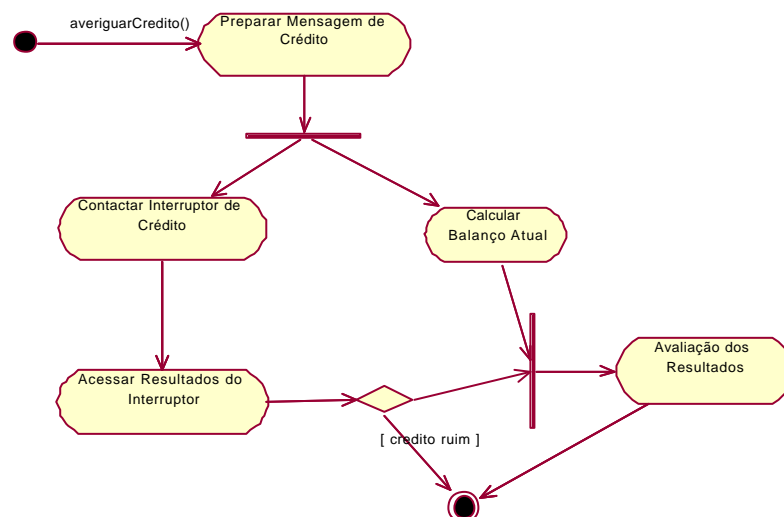 averiguarCredito()
Preparar Mensagem de
Crédito
Contactar Interruptor de
Crédito
Calcular
Balanço Atual
Acessar Resultados do
Interruptor
Avaliação dos
Resultados
[ credito ruim ]